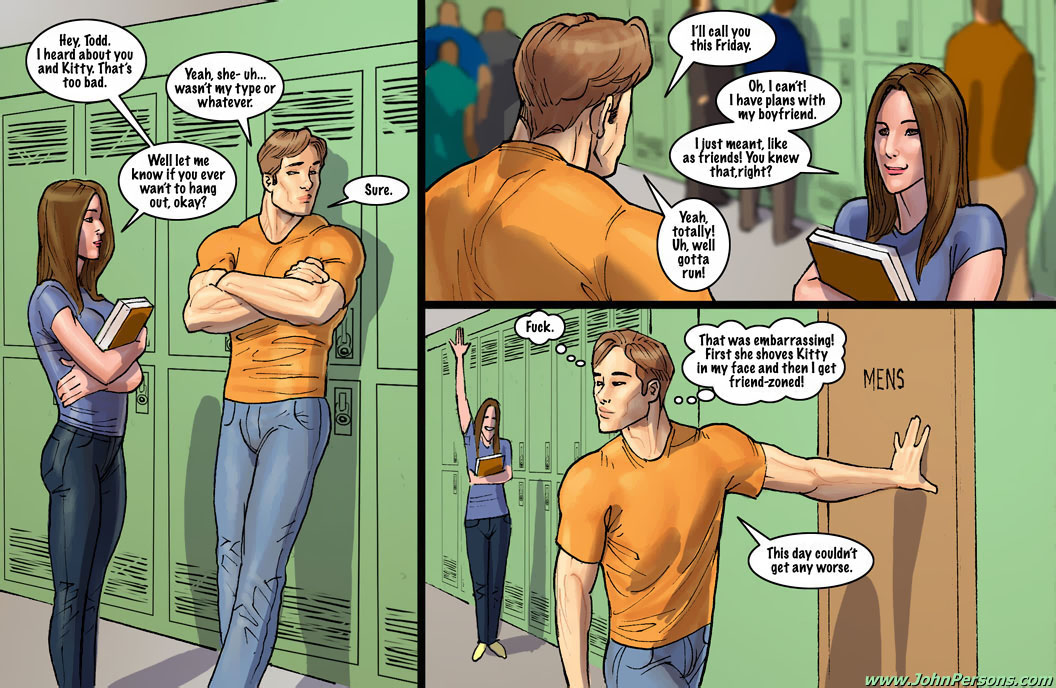 Hey, Todd.
I heard about you
and Kitty. That's
too bad.
Yeah, she- uh...
wasn't my type or
whatever.
Well let me
know if you ever
wan't to hang
out, okay?
Sure.
I'll call you
this Friday.
Oh, I can't!
I have plans with
my boyfriend.
I just meant, like
as friends! You knew
that,right?
Yeah,
totally!
Uh, well
gotta
run!
Fuck.
That was embarrassing!
First she shoves Kitty
in my face and then I get
friend-zoned!
MENS
This day couldn't
get any worse.
www.JohnPersons.com